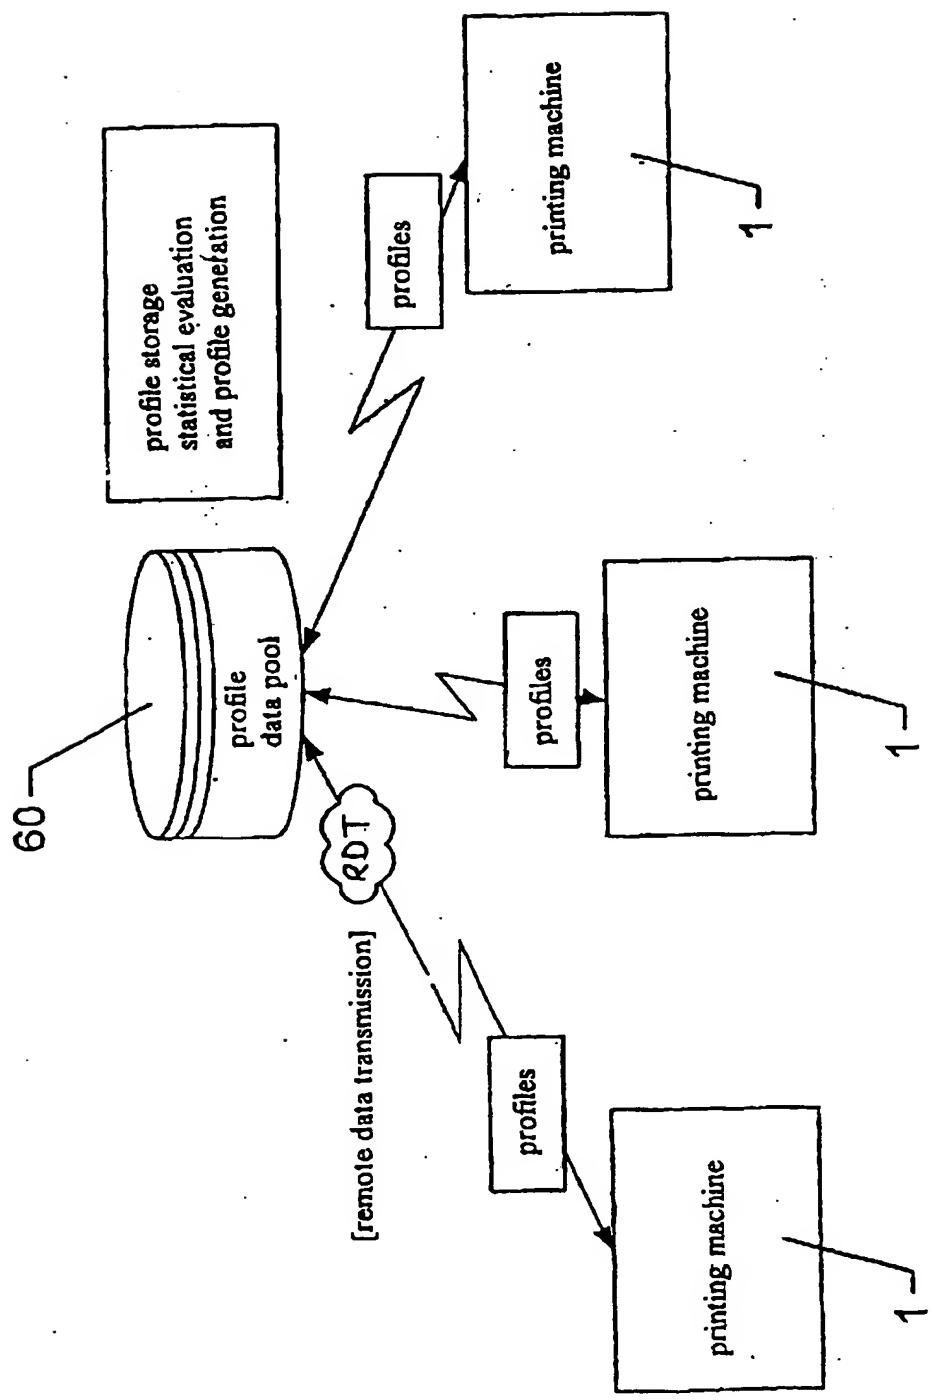 60
profile
data pool
profile storage
statistical evaluation
and profile generation
RDT
[remote data transmission]
profiles
profiles
profiles
printing machine
printing machine
printing machine
1
1
1